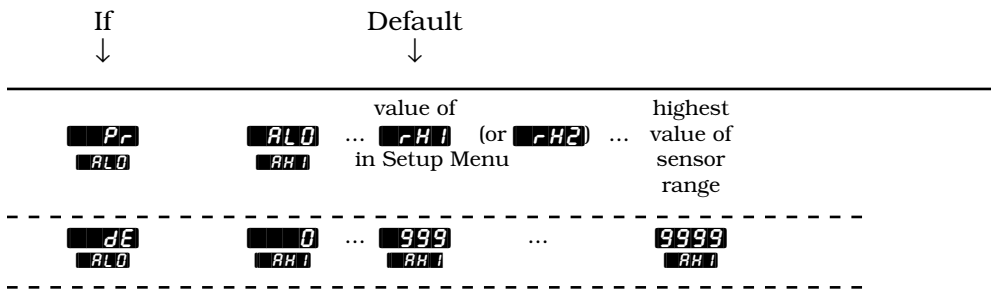 If Default
↓ ↓
value of highest
Pr ALO ... rH1 (or rH2) ... value of
ALO AH1 in Setup Menu sensor
range
dE 0 ... 999 ... 9999
ALO AH1 AH1 AH1